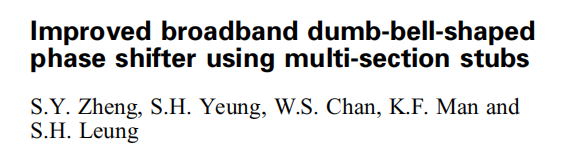 Improved broadband dumb-bell-shaped
phase shifter using multi-section stubs
S.Y. Zheng, S.H. Yeung, W.S. Chan, K.F. Man and
S.H. Leung